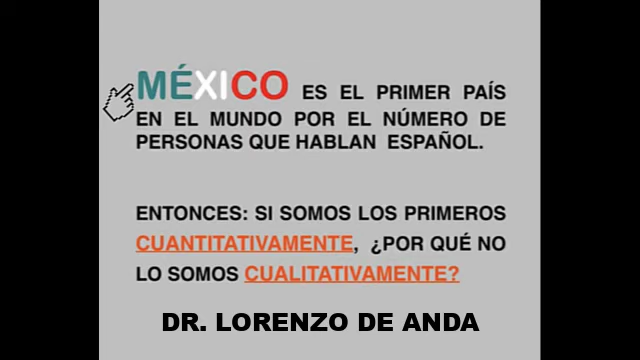 MÉXICO ES EL PRIMER PAÍS
EN EL MUNDO POR EL NÚMERO DE
PERSONAS QUE HABLAN ESPAÑOL.
ENTONCES: SI SOMOS LOS PRIMEROS
CUANTITATIVAMENTE, ¿POR QUÉ NO
LO SOMOS CUALITATIVAMENTE?
DR. LORENZO DE ANDA